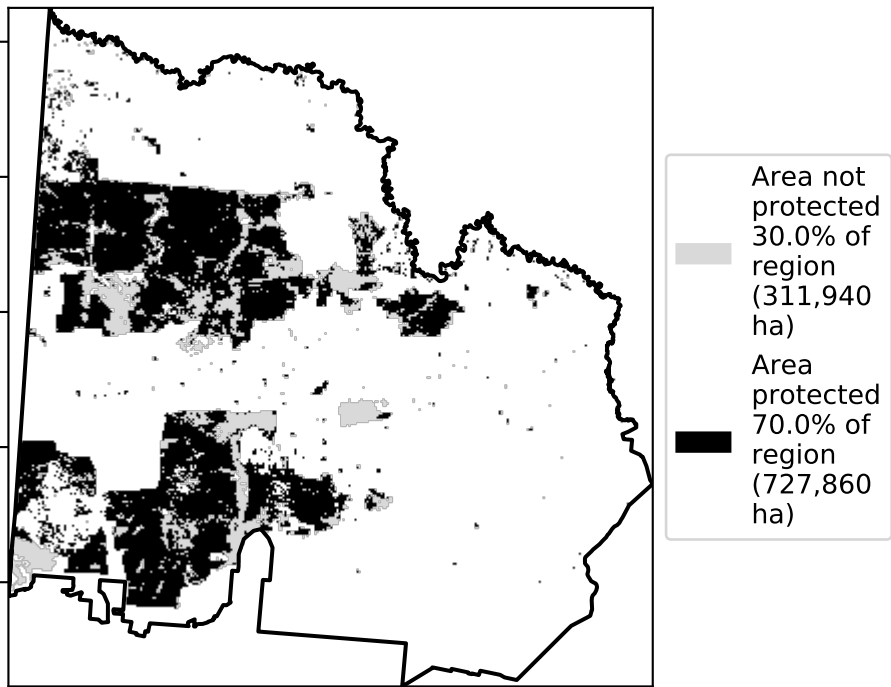 Area not
protected
30.0% of
region
(311,940
ha)
Area
protected
70.0% of
region
(727,860
ha)